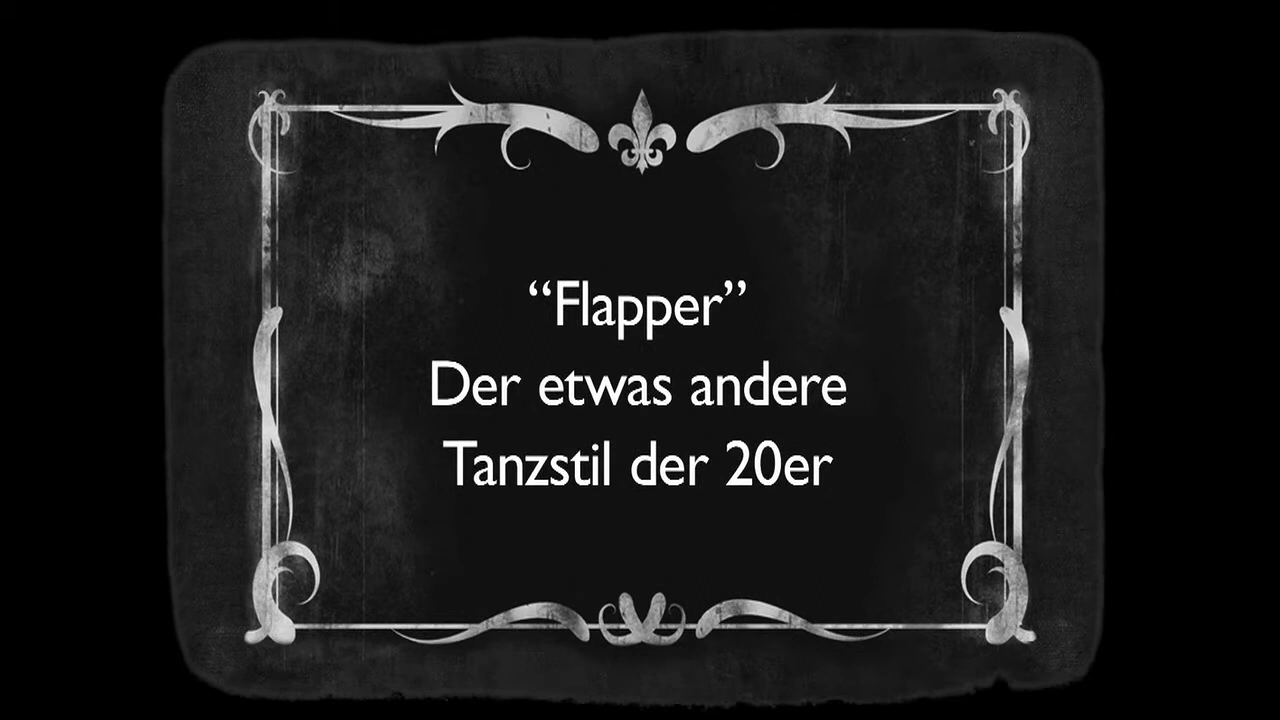 “Flapper”
Der etwas andere
Tanzstil der 20er